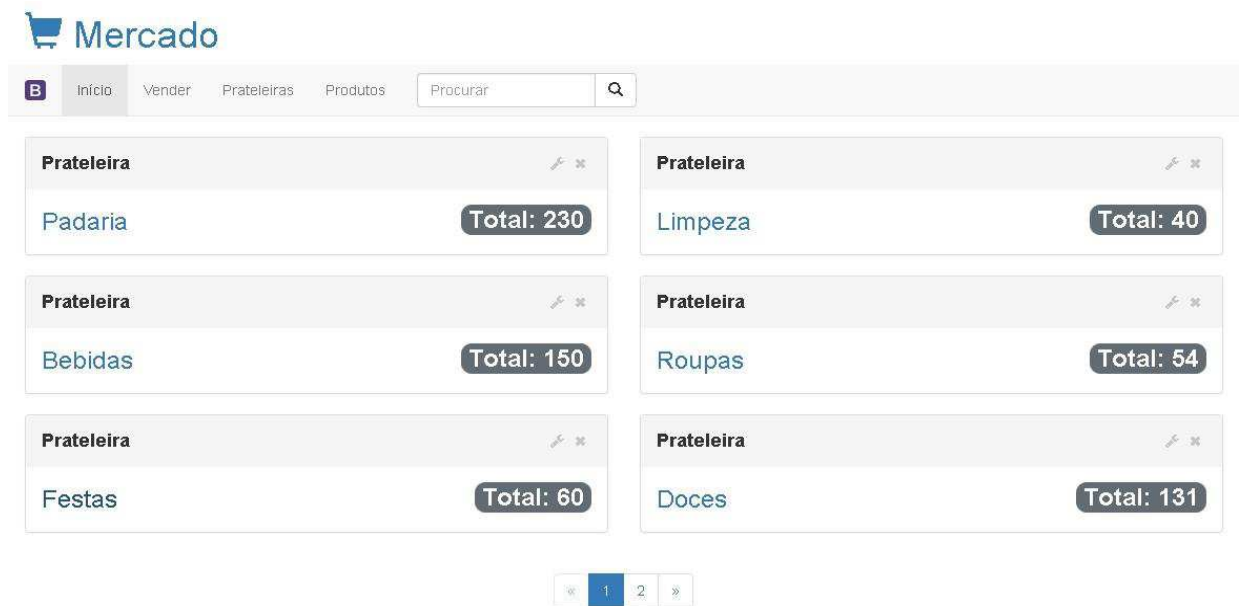 Mercado
B Início Vender Prateleiras Produtos Procurar
Prateleira
Padaria Total: 230
Prateleira
Limpeza Total: 40
Prateleira
Bebidas Total: 150
Prateleira
Roupas Total: 54
Prateleira
Festas Total: 60
Prateleira
Doces Total: 131
« 1 2 »